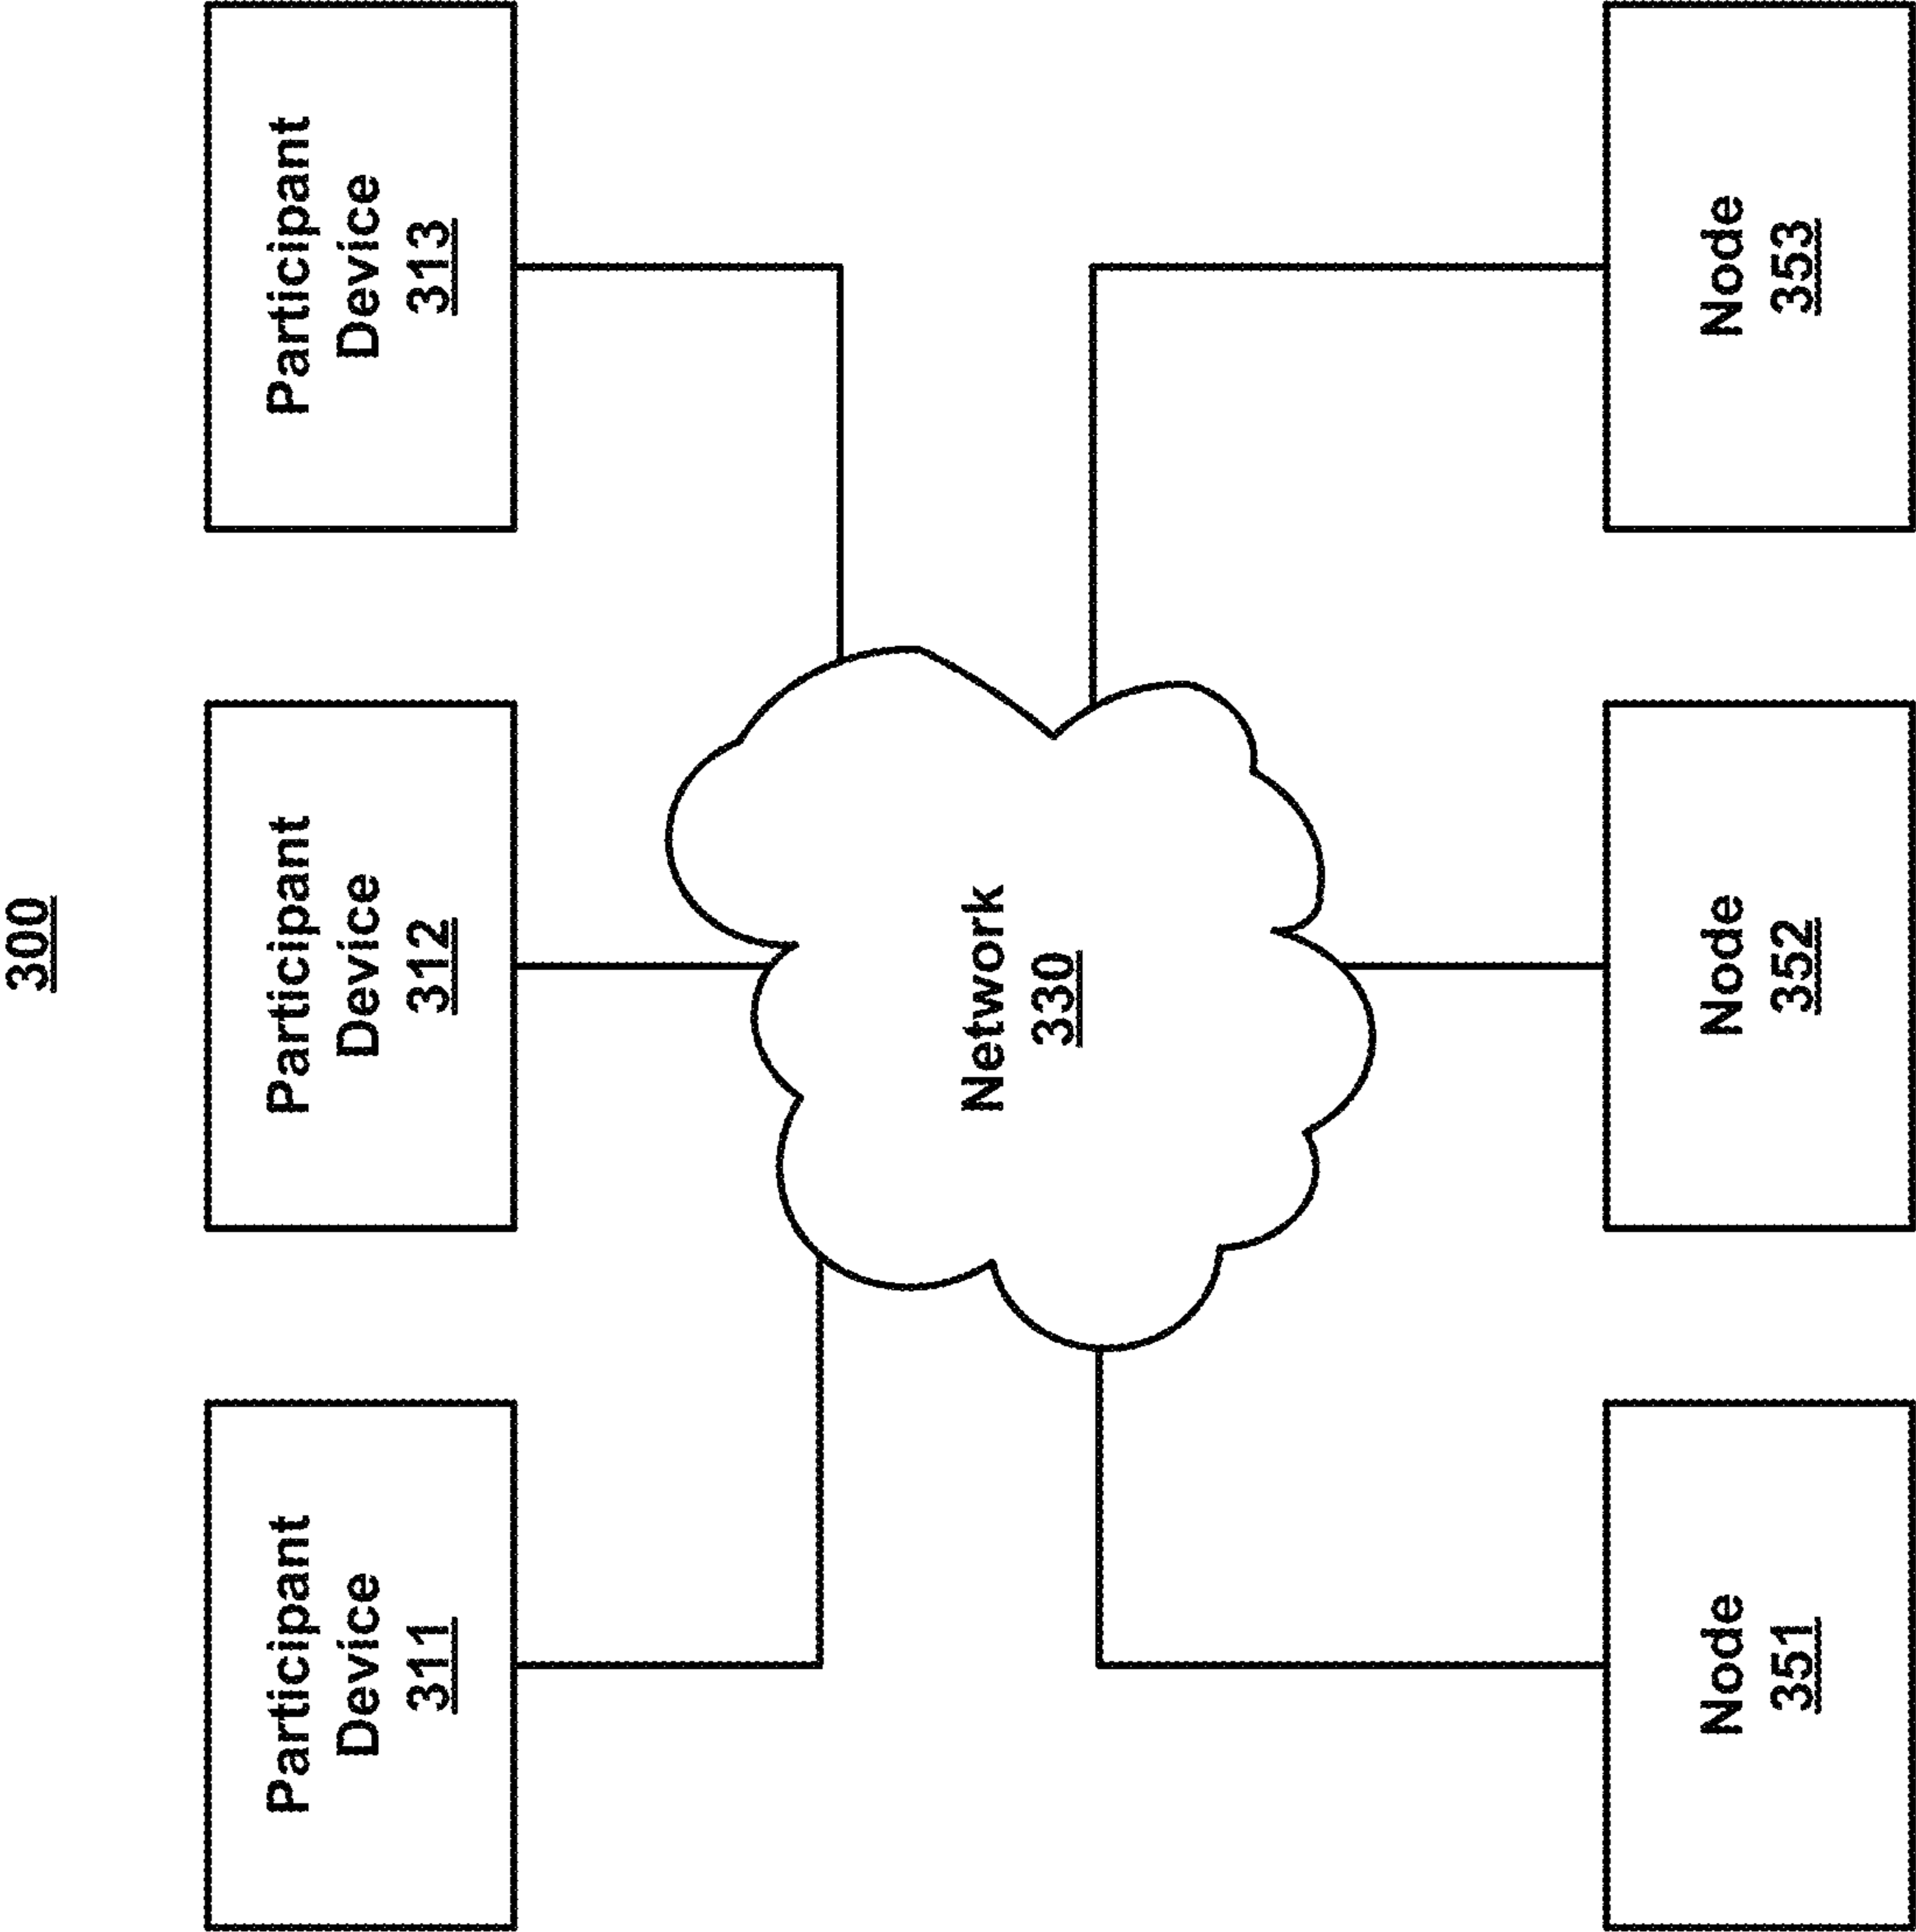 300
Participant
Device
311
Participant
Device
312
Participant
Device
313
Network
330
Node
351
Node
352
Node
353